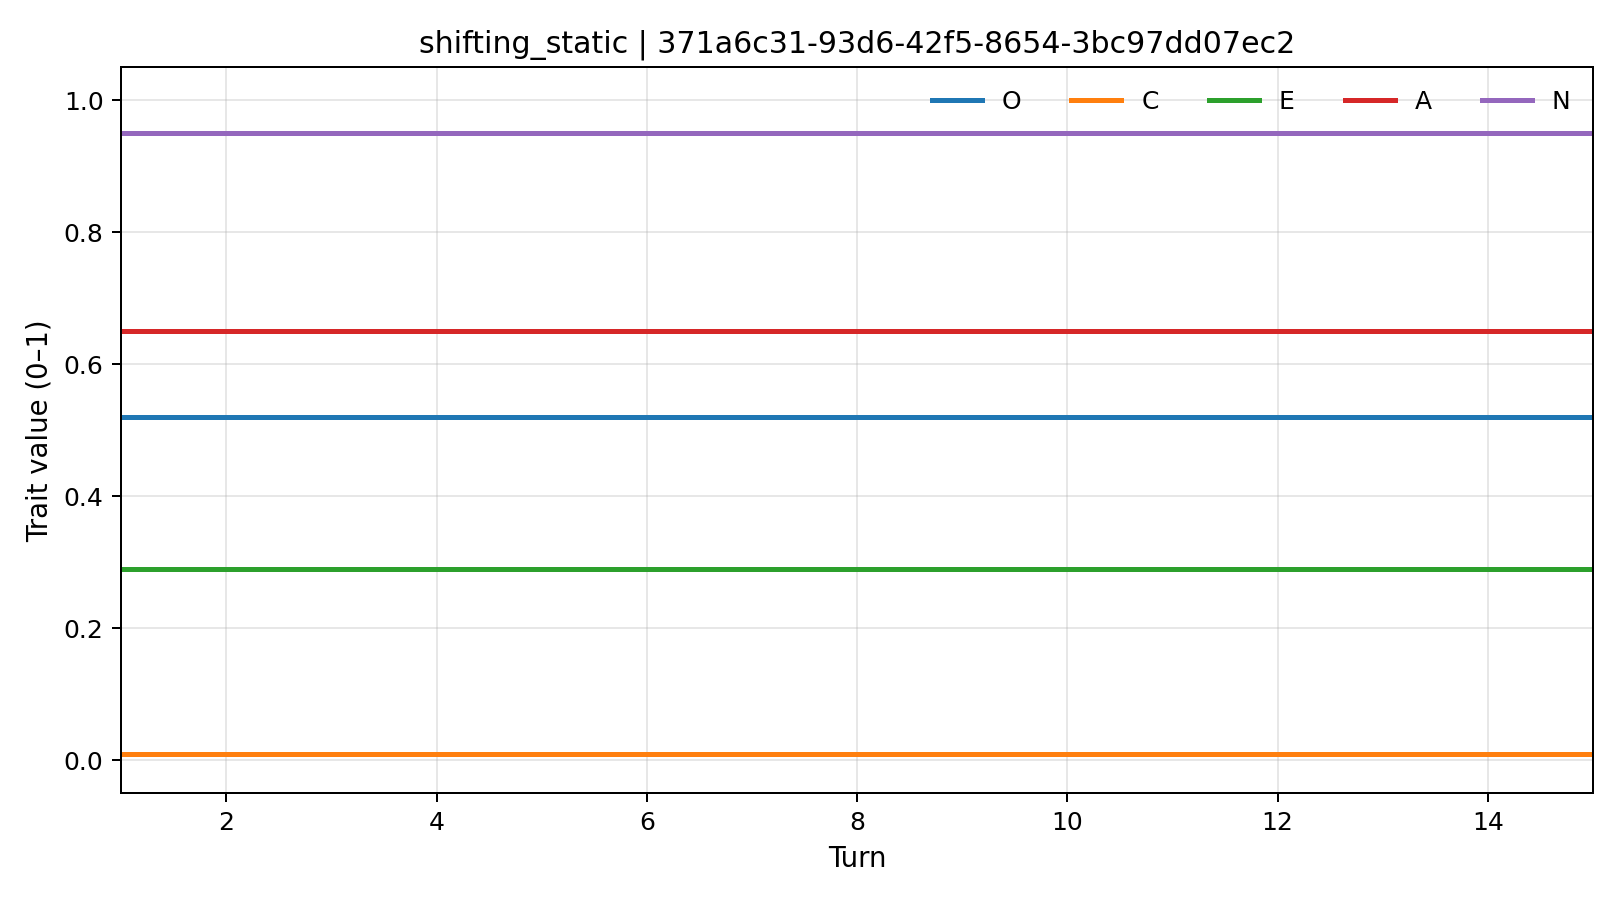 shifting_static | 371a6c31-93d6-42f5-8654-3bc97dd07ec2
O C E A N
Trait value (0–1)
1.0
0.8
0.6
0.4
0.2
0.0
2 4 6 8 10 12 14
Turn